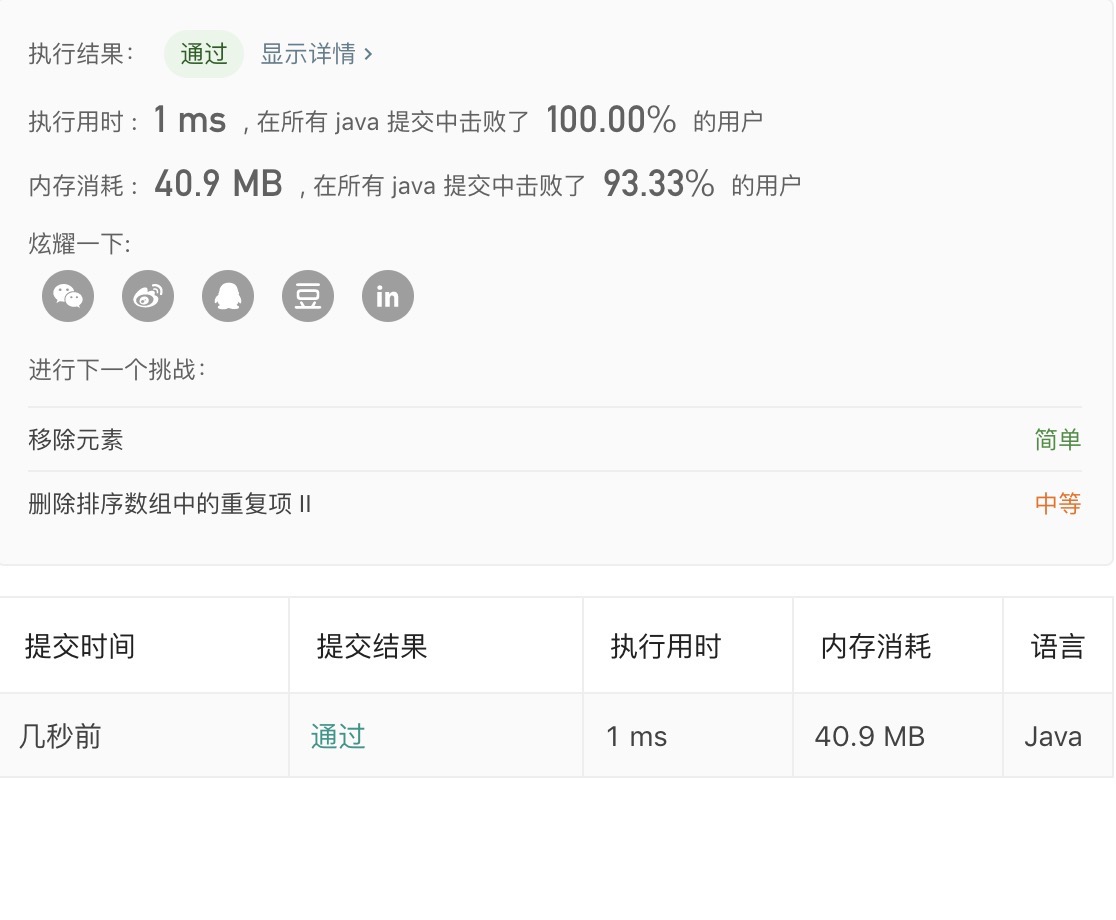 执行结果： 通过 显示详情 ›
执行用时： 1 ms ，在所有 java 提交中击败了 100.00% 的用户
内存消耗： 40.9 MB ，在所有 java 提交中击败了 93.33% 的用户
炫耀一下:
豆 in
进行下一个挑战：
移除元素 简单
删除排序数组中的重复项 II 中等
提交时间 提交结果 执行用时 内存消耗 语言
几秒前 通过 1 ms 40.9 MB Java